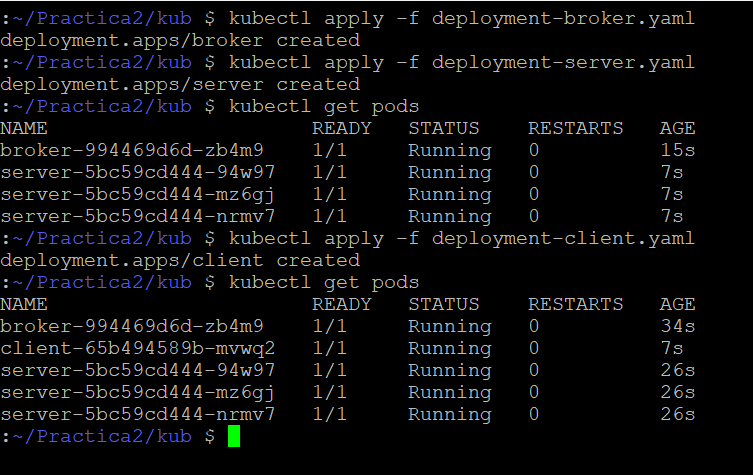 :~/Practica2/kub $ kubectl apply -f deployment-broker.yaml
deployment.apps/broker created
:~/Practica2/kub $ kubectl apply -f deployment-server.yaml
deployment.apps/server created
:~/Practica2/kub $ kubectl get pods
NAME READY STATUS RESTARTS AGE
broker-994469d6d-zb4m9 1/1 Running 0 15s
server-5bc59cd444-94w97 1/1 Running 0 7s
server-5bc59cd444-mz6gj 1/1 Running 0 7s
server-5bc59cd444-nrmv7 1/1 Running 0 7s
:~/Practica2/kub $ kubectl apply -f deployment-client.yaml
deployment.apps/client created
:~/Practica2/kub $ kubectl get pods
NAME READY STATUS RESTARTS AGE
broker-994469d6d-zb4m9 1/1 Running 0 34s
client-65b494589b-mvwq2 1/1 Running 0 7s
server-5bc59cd444-94w97 1/1 Running 0 26s
server-5bc59cd444-mz6gj 1/1 Running 0 26s
server-5bc59cd444-nrmv7 1/1 Running 0 26s
:~/Practica2/kub $